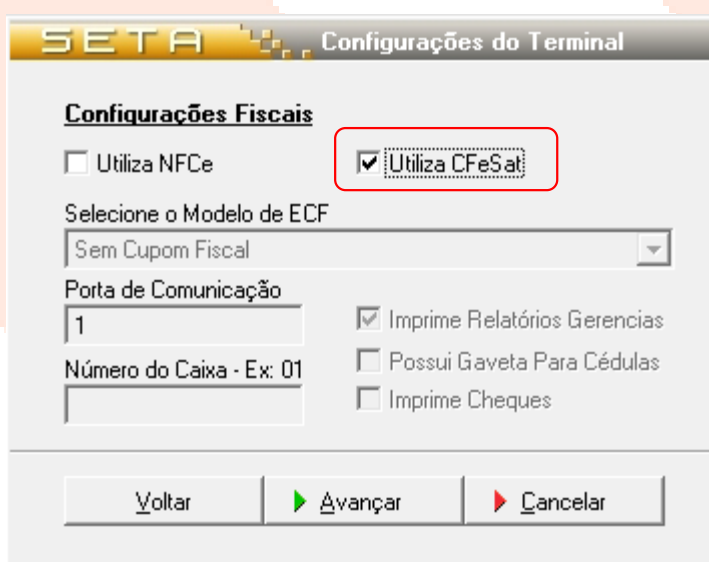 SETA Configurações do Terminal
Configurações Fiscais
Utiliza NFCe Utiliza CFeSat
Selecione o Modelo de ECF
Sem Cupom Fiscal
Porta de Comunicação
1 Imprime Relatórios Gerencias
Possui Gaveta Para Cédulas
Número do Caixa - Ex: 01
Imprime Cheques
Voltar Avançar Cancelar